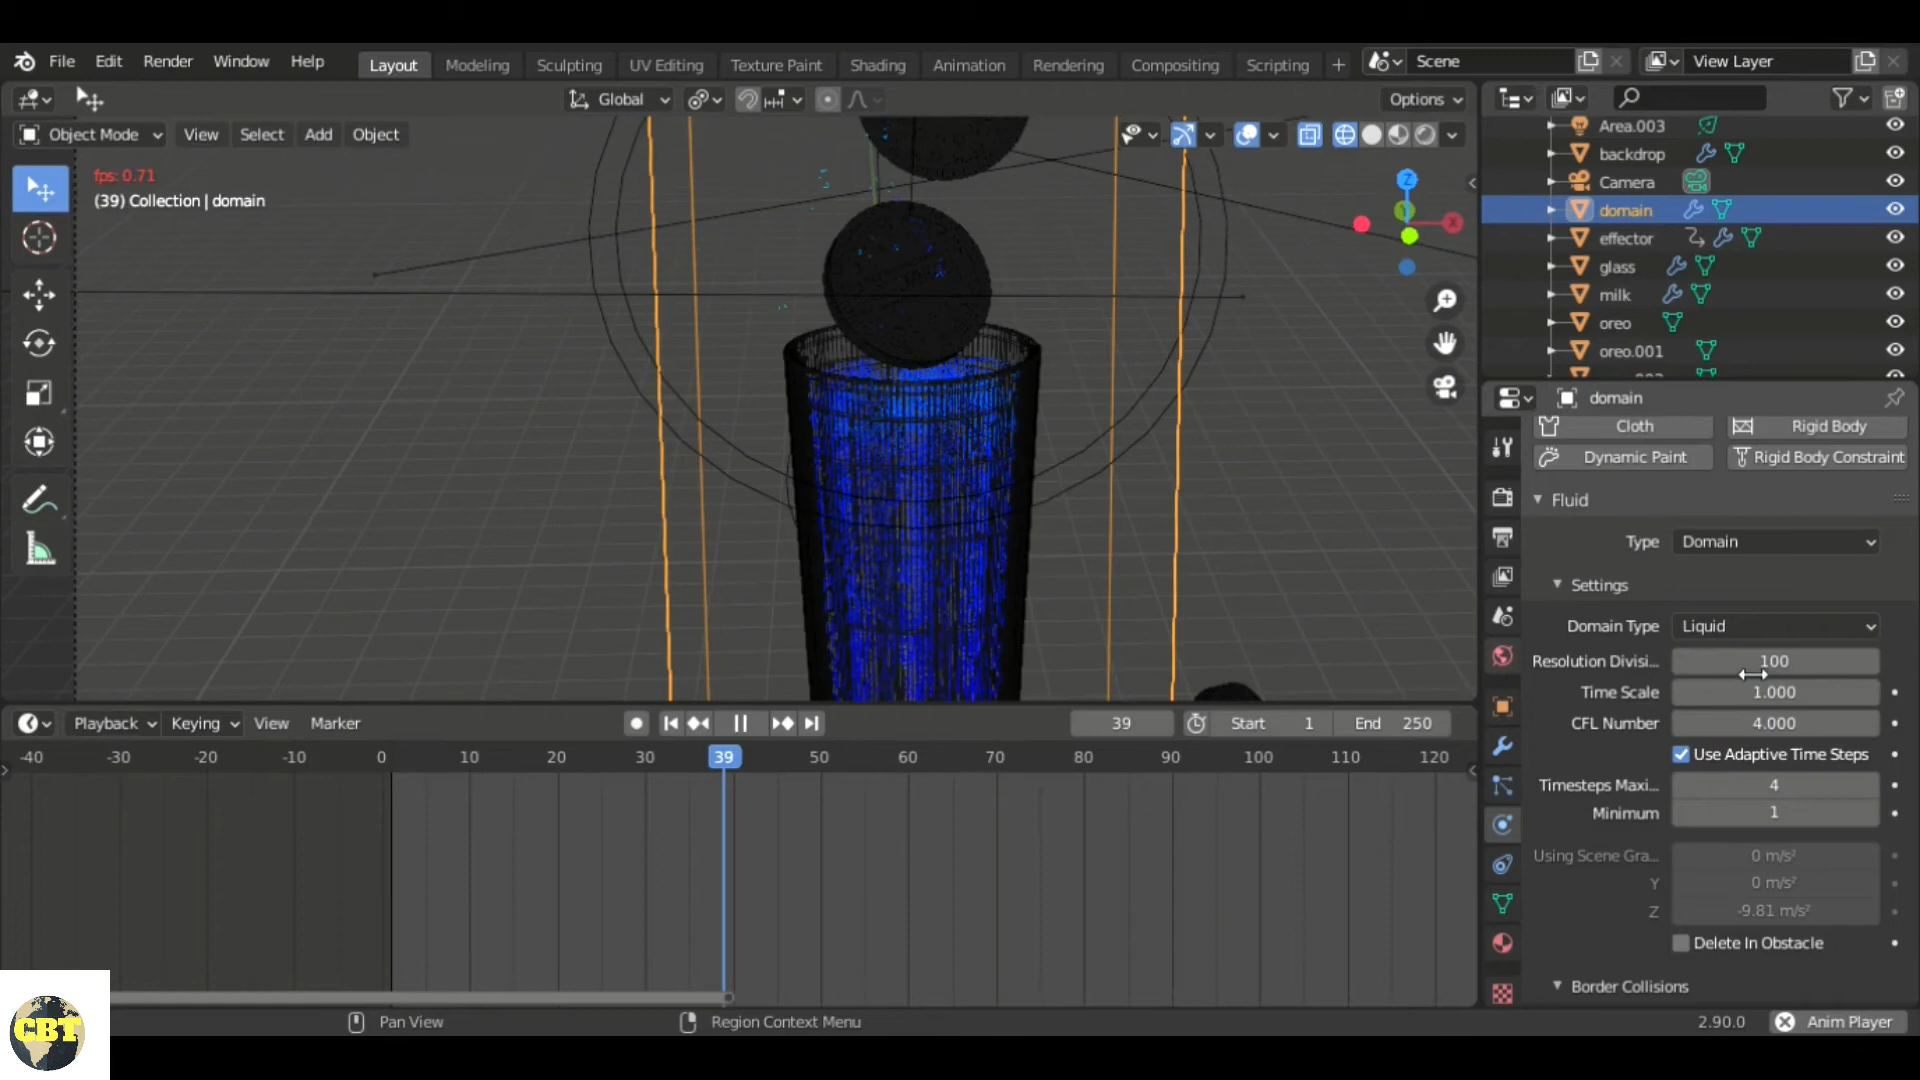 File Edit Render Window Help Layout Modeling Sculpting UV Editing Texture Paint Shading Animation Rendering Compositing Scripting + Scene View Layer
Global Options
Object Mode View Select Add Object
fps: 0.71
(39) Collection | domain
Z
X
Area.003
backdrop
Camera
domain
effector
glass
milk
oreo
oreo.001
domain
Cloth Rigid Body
Dynamic Paint Rigid Body Constraint
Fluid
Type Domain
Settings
Domain Type Liquid
Resolution Divisi... 100
Time Scale 1.000
CFL Number 4.000
Use Adaptive Time Steps
Timesteps Maxi... 4
Minimum 1
Using Scene Gra... 0 m/s²
Y 0 m/s²
Z -9.81 m/s²
Delete In Obstacle
Border Collisions
Playback Keying View Marker 39 Start 1 End 250
-40 -30 -20 -10 0 10 20 30 39 50 60 70 80 90 100 110 120
CBT
Pan View Region Context Menu 2.90.0 Anim Player